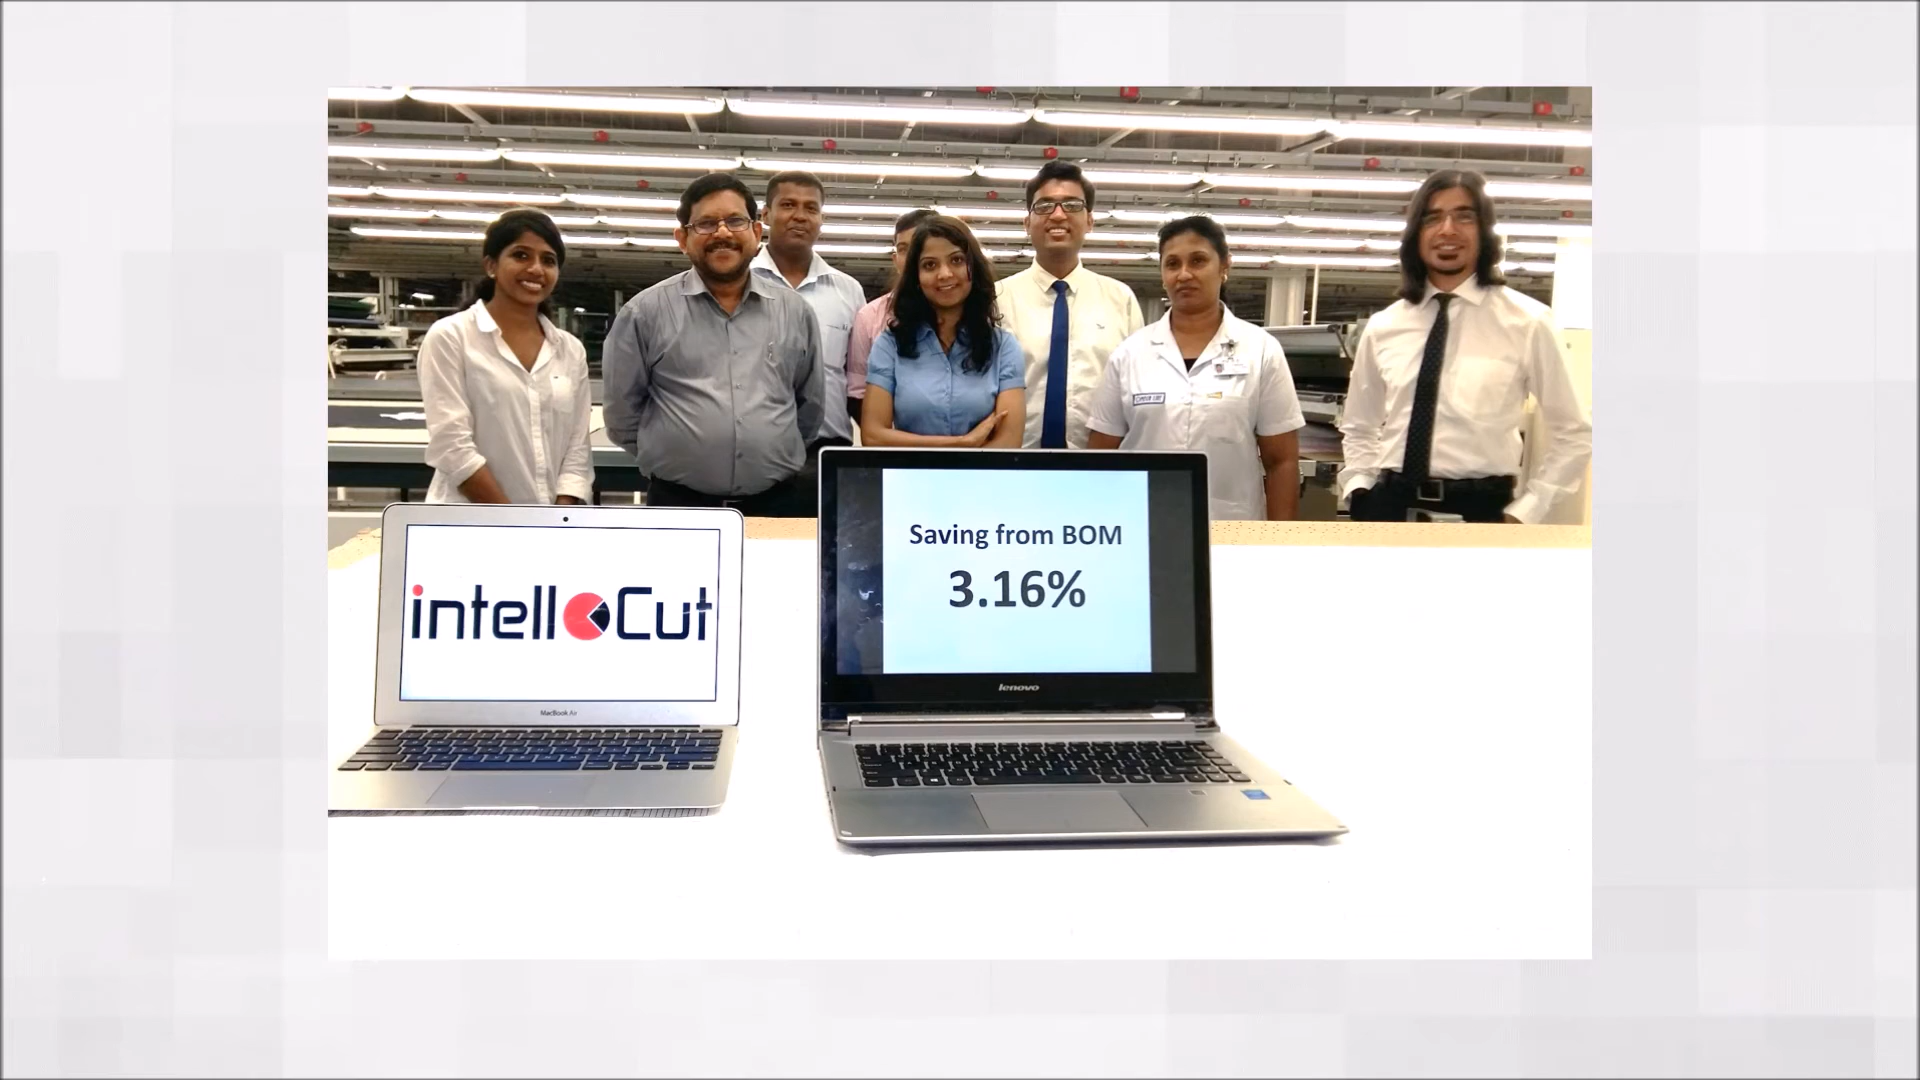 intellOCut
MacBook Air
Saving from BOM
3.16%
lenovo